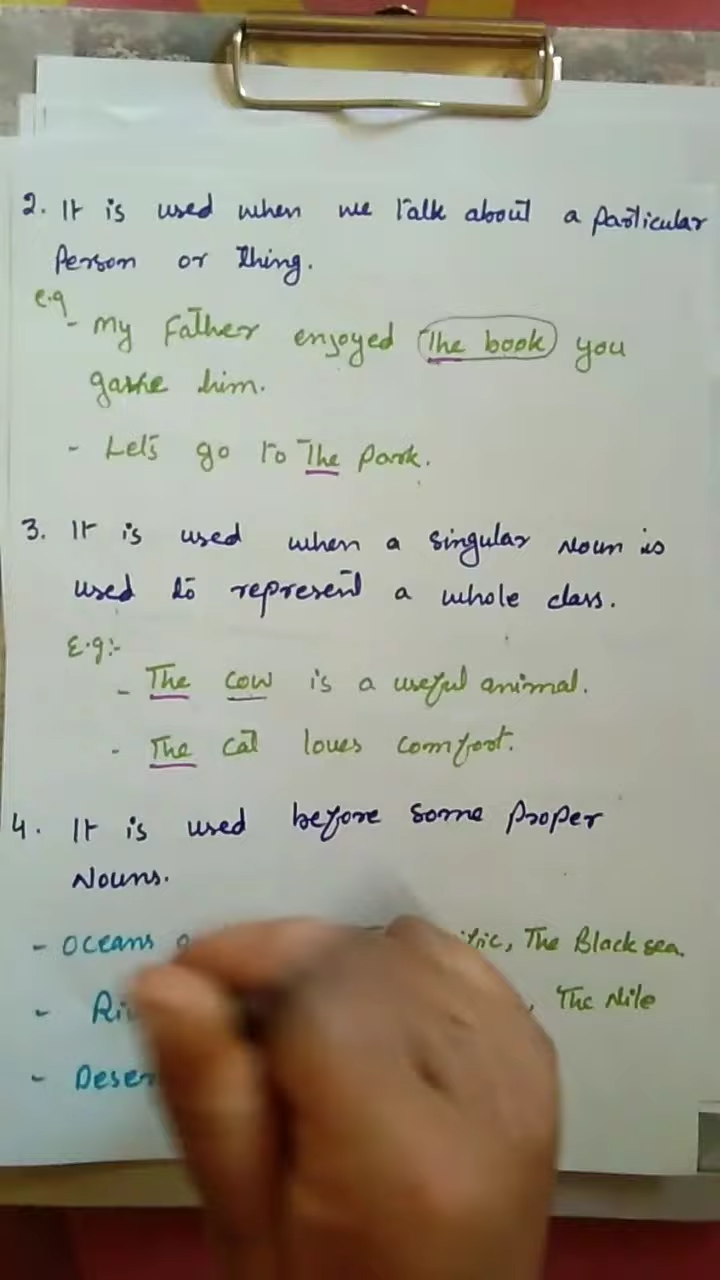 2. It is used when we talk about a particular
Person or thing.
e.g
- My Father enjoyed the book you
gave him.
- Let's go to The Park.
3. It is used when a singular Noun is
used to represent a whole class.
E.g:-
- The cow is a useful animal.
- The cat loves comfort.
4. It is used before some Proper
Nouns.
- Oceans The Black sea.
- The Nile
-